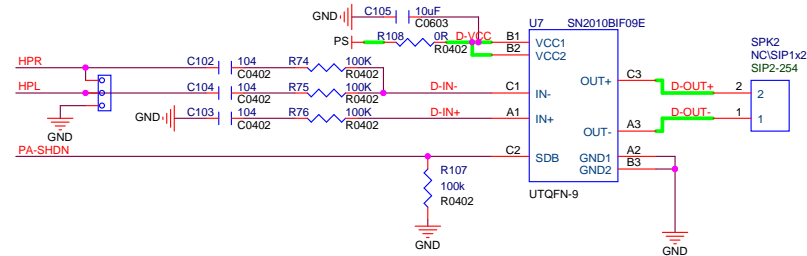 C105 10uF
GND C0603
U7 SN2010BIF09E
PS R108 0R D-VCC
R0402
B1 VCC1
B2 VCC2
SPK2
NC\SIP1x2
SIP2-254
HPR C102 104 R74 100K
C0402 R0402
HPL C104 104 R75 100K D-IN- C1 IN-
C0402 R0402
OUT+ C3 D-OUT+ 2 2
GND C103 104 R76 100K D-IN+ A1 IN+
C0402 R0402
OUT- A3 D-OUT- 1 1
GND
PA-SHDN C2 SDB
GND1 A2
GND2 B3
R107
100k
R0402
UTQFN-9
GND
GND